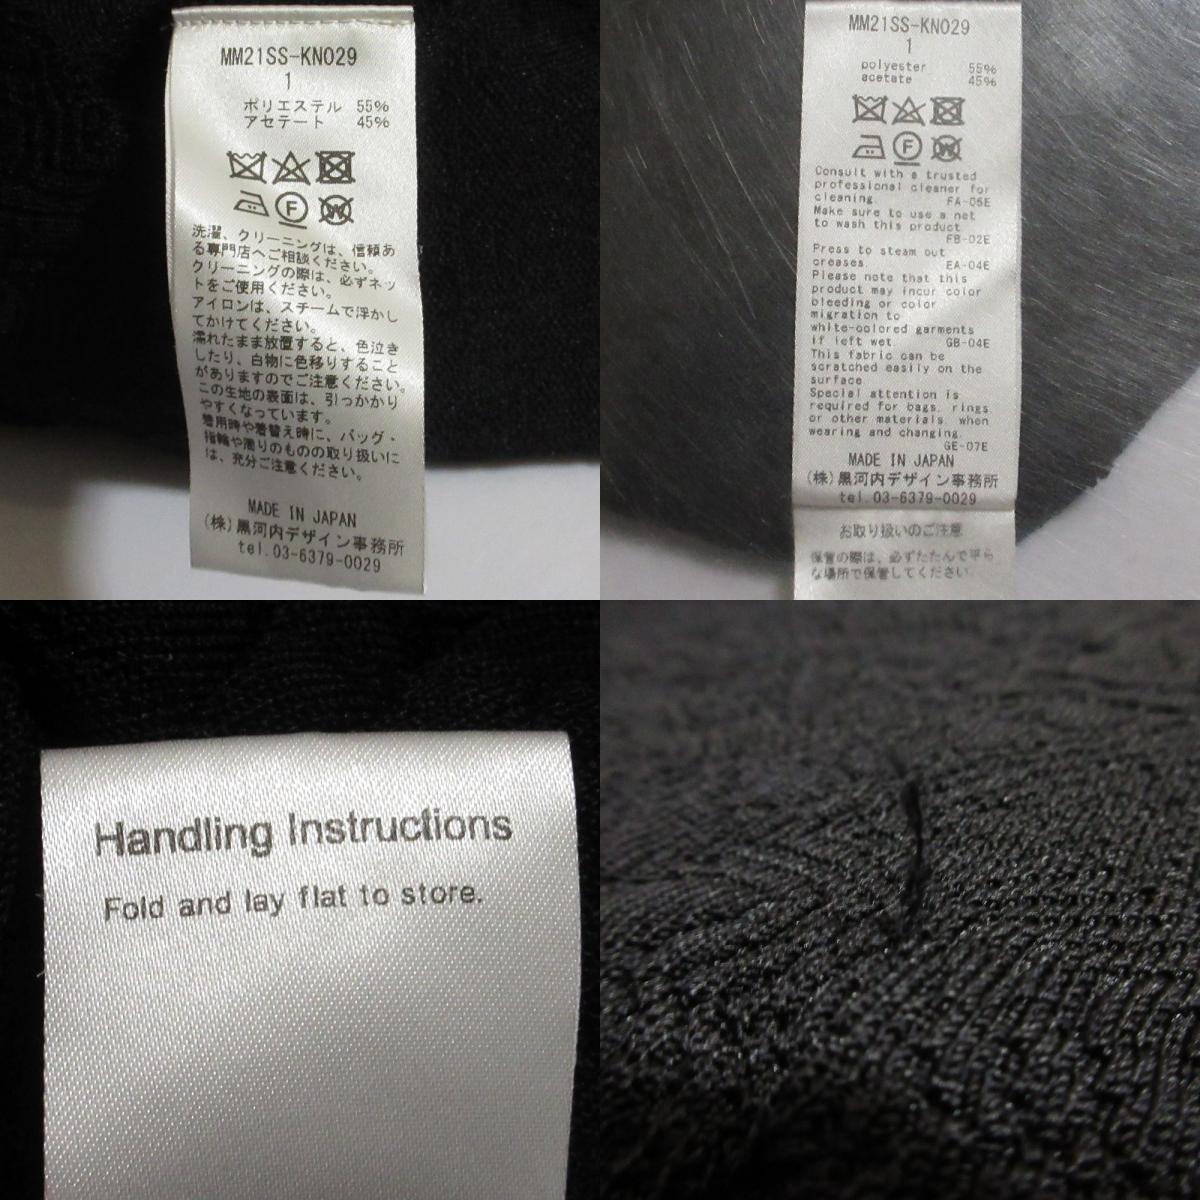 MM21SS-KN029
1
ポリエステル 55%
アセテート 45%
F
W
洗濯、クリーニングは、信頼あ
る専門店へご相談ください。
クリーニングの際は、必ずネッ
トをご使用ください。
アイロンは、スチームで浮かし
てかけてください。
濡れたまま放置すると、色泣き
したり、白物に色移りすること
がありますのでご注意ください。
この生地の表面は、引っかかり
やすくなっています。
着用時や着替え時に、バッグ・
指輪や周りのものの取り扱いに
は、充分ご注意ください。
MADE IN JAPAN
(株)黒河内デザイン事務所
tel.03-6379-0029
MM21SS-KN029
1
polyester 55%
acetate 45%
F
W
Consult with a trusted
professional cleaner for
cleaning. FA-05E
Make sure to use a net
to wash this product
FB-02E
Press to steam out
creases. EA-04E
Please note that this
product may incur color
bleeding or color
migration to
white-colored garments
if left wet. GB-04E
This fabric can be
scratched easily on the
surface.
Special attention is
required for bags, rings
or other materials, when
wearing and changing.
GE-07E
MADE IN JAPAN
(株)黒河内デザイン事務所
tel.03-6379-0029
お取り扱いのご注意
保管の際は、必ずたたんで平ら
な場所で保管してください。
Handling Instructions
Fold and lay flat to store.